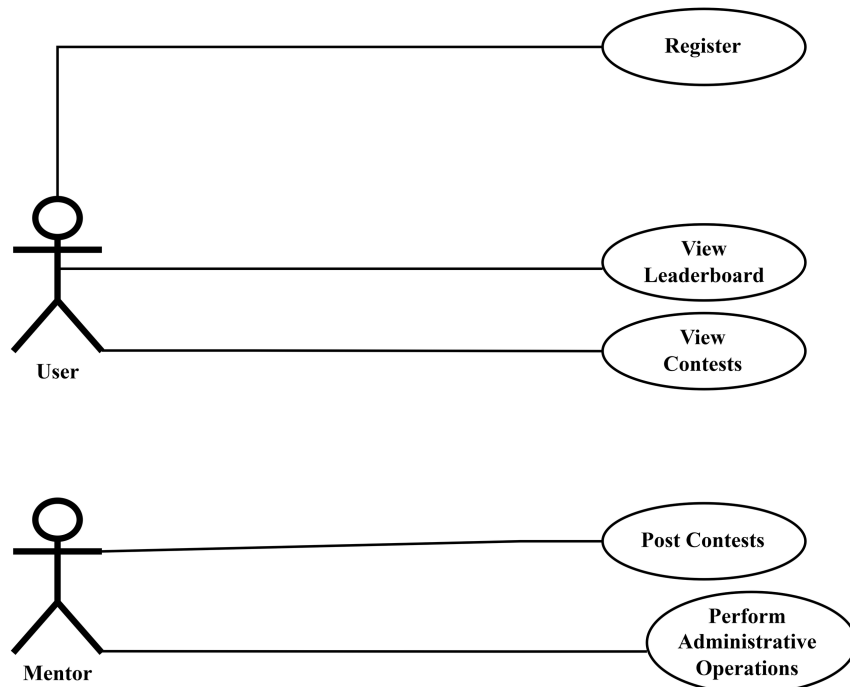 Register
View
Leaderboard
View
Contests
User
Post Contests
Perform
Administrative
Operations
Mentor